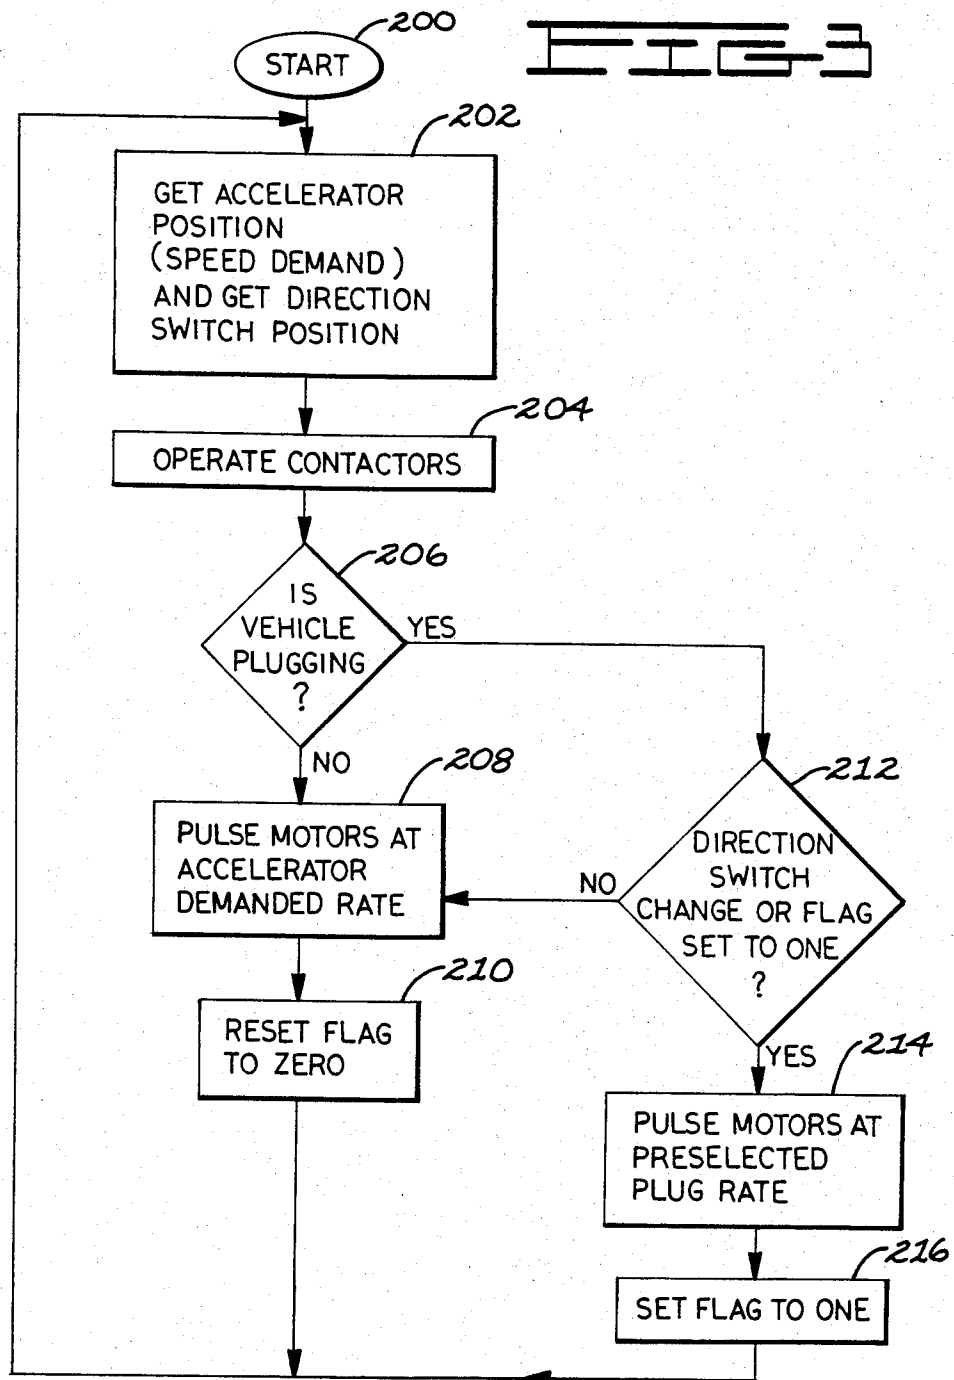 200
START
FIG-3
202
GET ACCELERATOR
POSITION
(SPEED DEMAND)
AND GET DIRECTION
SWITCH POSITION
204
OPERATE CONTACTORS
206
IS
VEHICLE
PLUGGING
?
YES
NO
208
PULSE MOTORS AT
ACCELERATOR
DEMANDED RATE
210
RESET FLAG
TO ZERO
212
DIRECTION
SWITCH
CHANGE OR FLAG
SET TO ONE
?
NO
YES
214
PULSE MOTORS AT
PRESELECTED
PLUG RATE
216
SET FLAG TO ONE